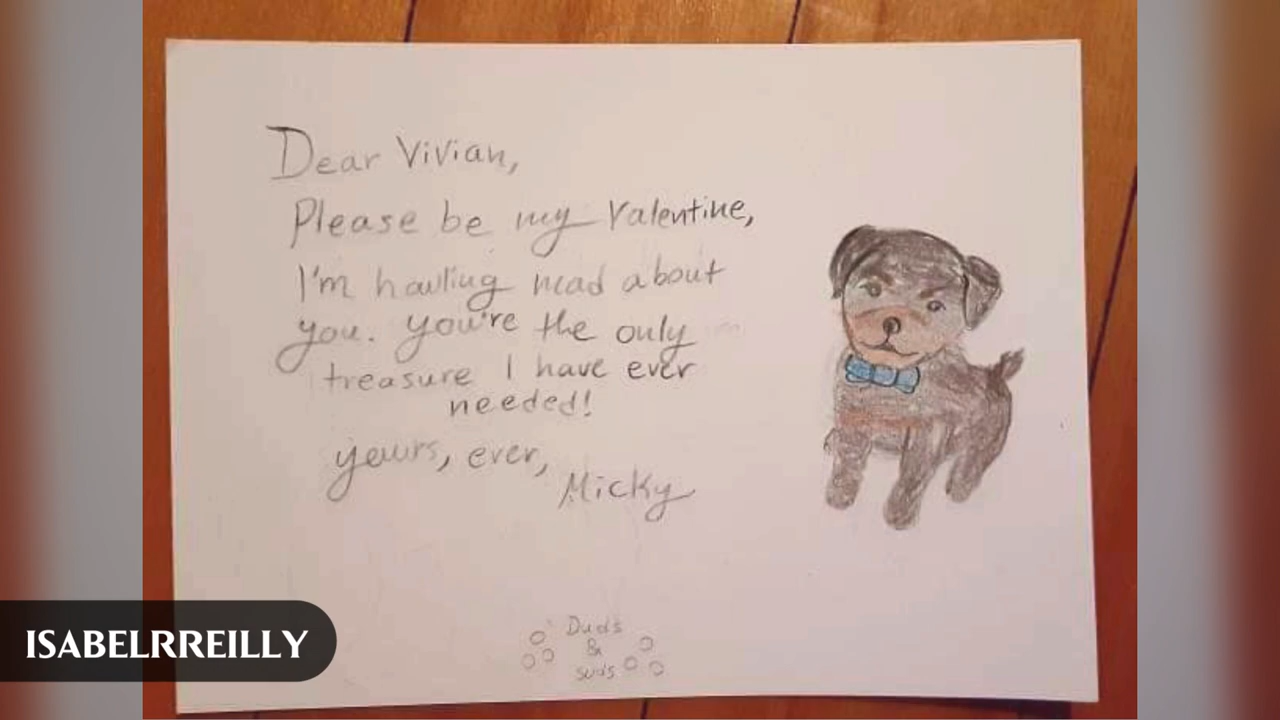 Dear Vivian,
Please be my Valentine,
I'm howling mad about
you. You're the only
treasure I have ever
needed!
yours, ever,
Micky
Duds
&
suds
ISABELRREILLY